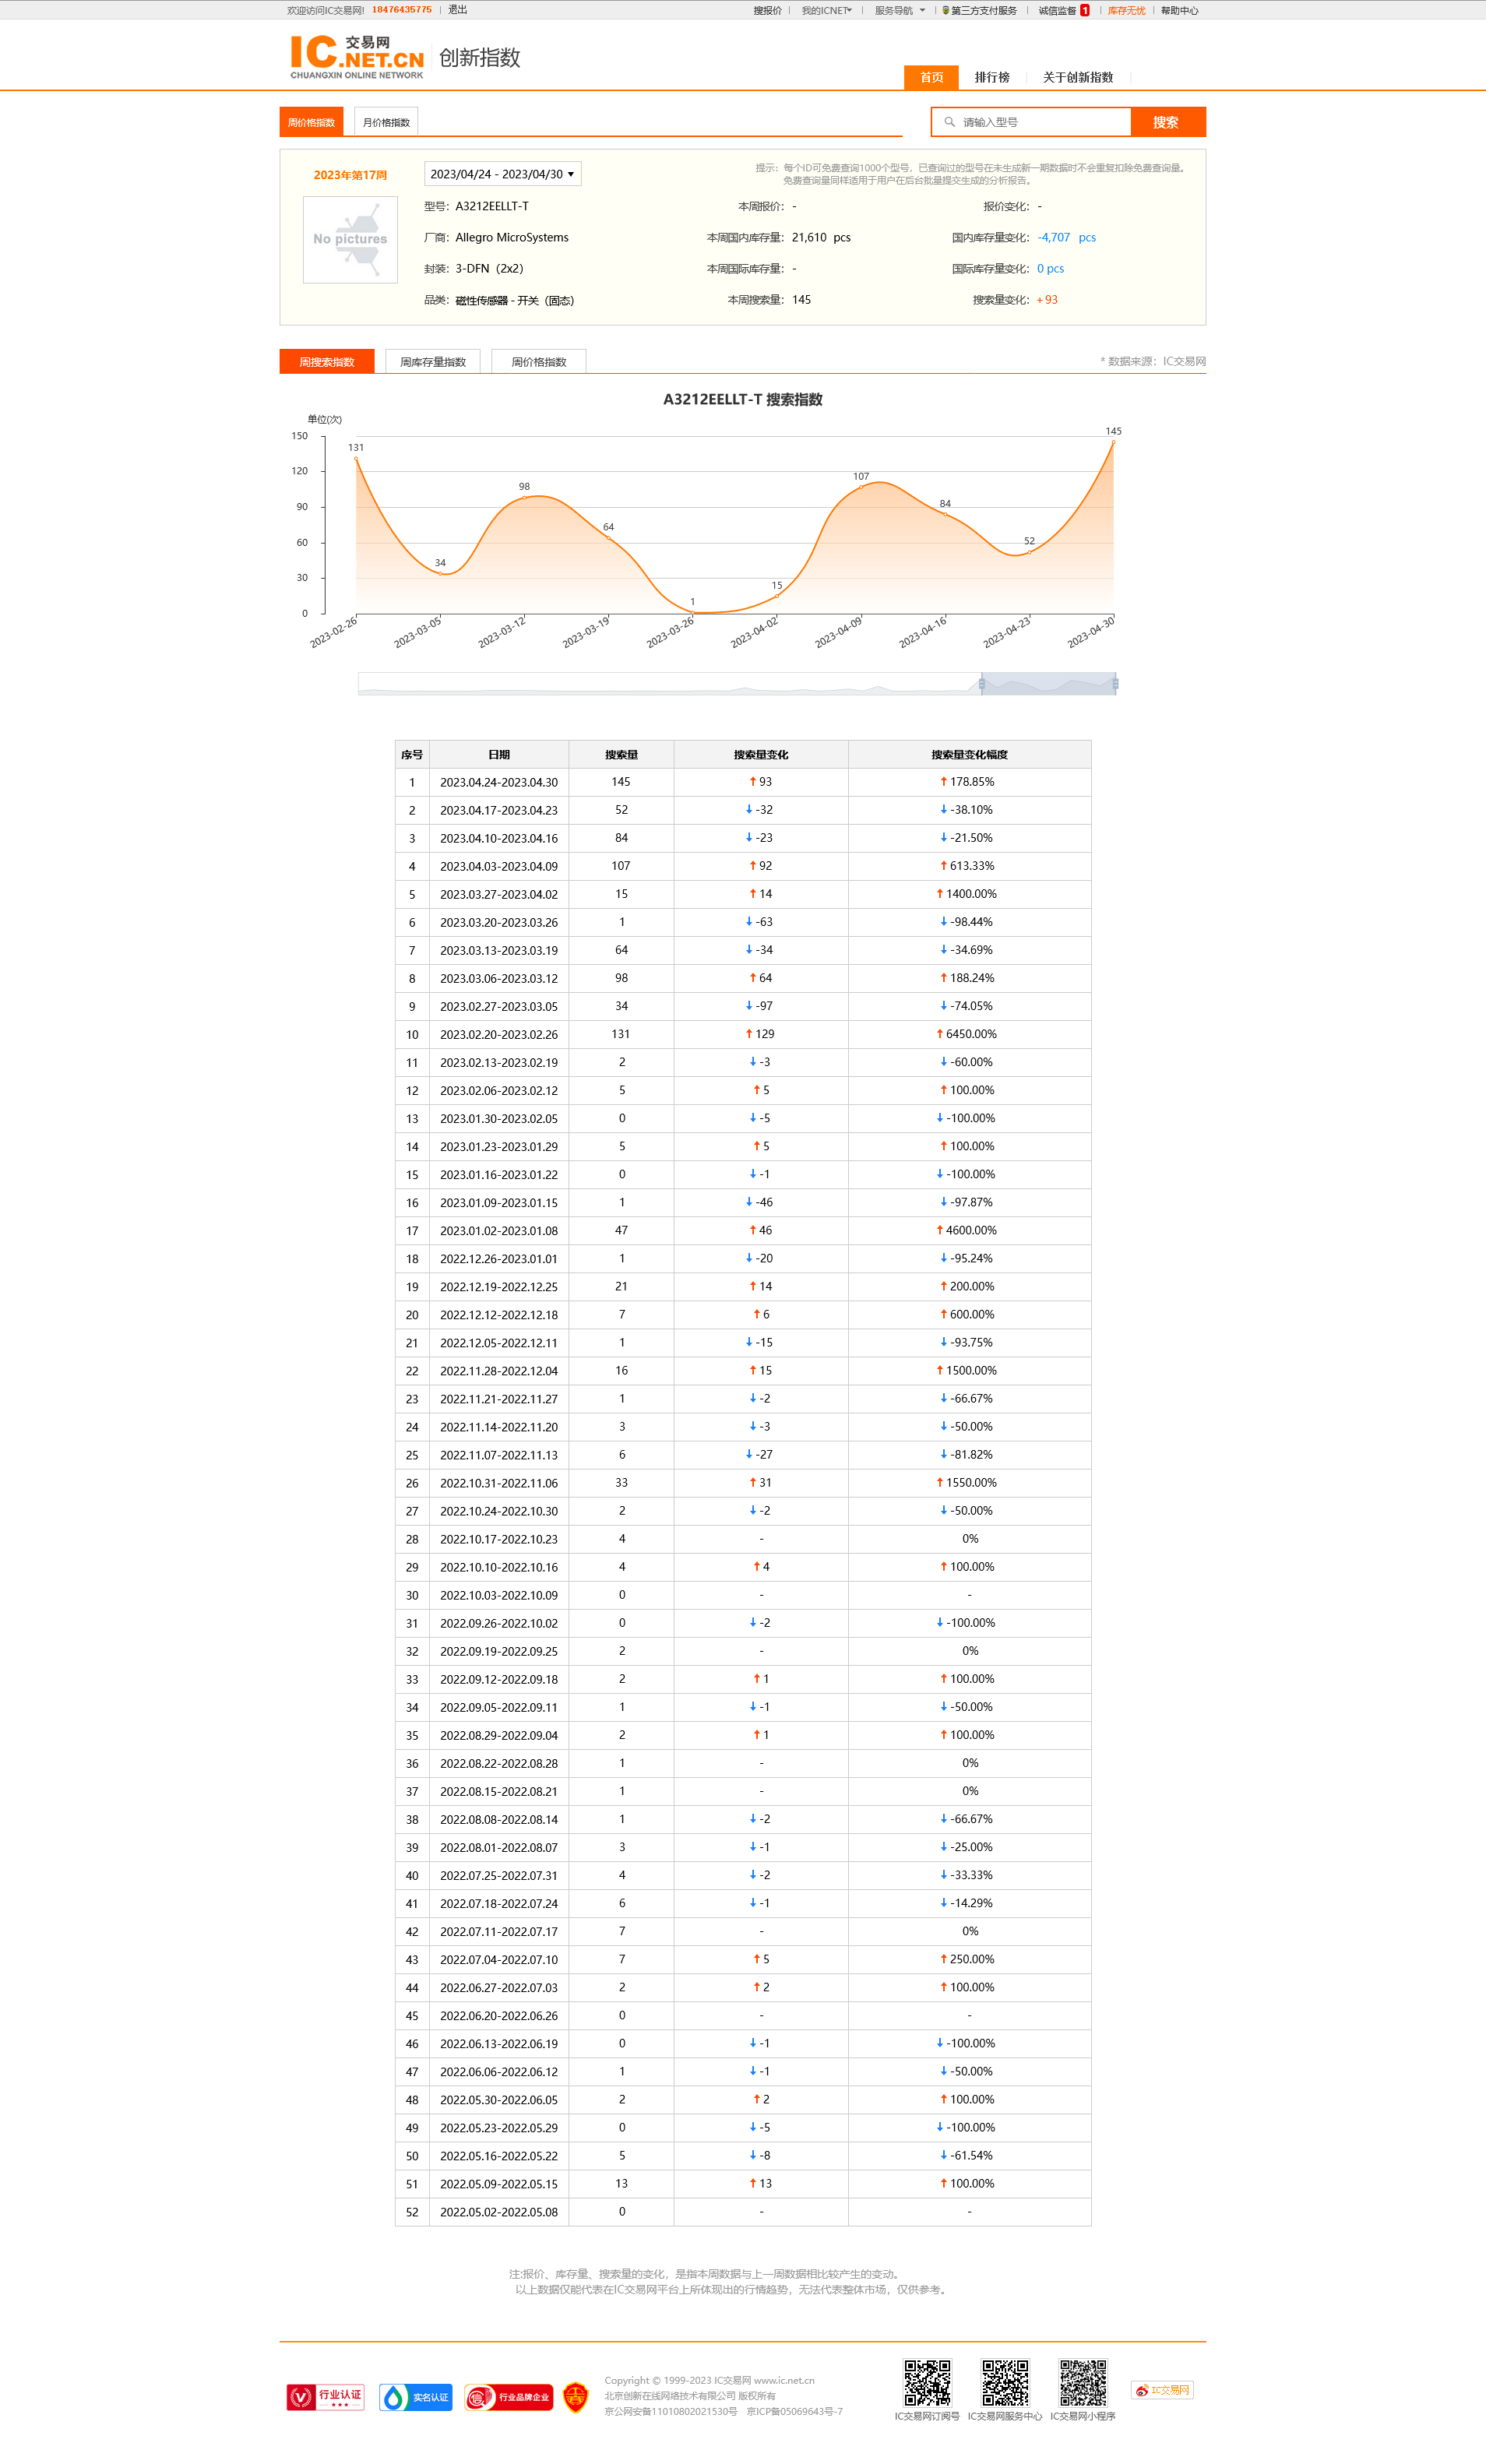 欢迎访问IC交易网! 18476435775 | 退出 搜报价 | 我的ICNET | 服务导航 | 第三方支付服务 | 诚信监督 1 | 库存无忧 | 帮助中心
IC 交易网
.NET.CN 创新指数
CHUANGXIN ONLINE NETWORK
首页 排行榜 关于创新指数
周价格指数 月价格指数 请输入型号 搜索
2023年第17周 2023/04/24 - 2023/04/30 提示：每个ID可免费查询1000个型号，已查询过的型号在未生成新一期数据时不会重复扣除免费查询量。
免费查询量同样适用于用户在后台批量提交生成的分析报告。
No pictures
型号：A3212EELLT-T 本周报价：- 报价变化：-
厂商：Allegro MicroSystems 本周国内库存量：21,610 pcs 国内库存量变化：-4,707 pcs
封装：3-DFN（2x2） 本周国际库存量：- 国际库存量变化：0 pcs
品类：磁性传感器 - 开关（固态） 本周搜索量：145 搜索量变化：+93
周搜索指数 周库存量指数 周价格指数 * 数据来源：IC交易网
A3212EELLT-T 搜索指数
单位(次)
150
120
90
60
30
0
131 34 98 64 1 15 107 84 52 145
2023-02-26 2023-03-05 2023-03-12 2023-03-19 2023-03-26 2023-04-02 2023-04-09 2023-04-16 2023-04-23 2023-04-30
序号 日期 搜索量 搜索量变化 搜索量变化幅度
1 2023.04.24-2023.04.30 145 ↑ 93 ↑ 178.85%
2 2023.04.17-2023.04.23 52 ↓ -32 ↓ -38.10%
3 2023.04.10-2023.04.16 84 ↓ -23 ↓ -21.50%
4 2023.04.03-2023.04.09 107 ↑ 92 ↑ 613.33%
5 2023.03.27-2023.04.02 15 ↑ 14 ↑ 1400.00%
6 2023.03.20-2023.03.26 1 ↓ -63 ↓ -98.44%
7 2023.03.13-2023.03.19 64 ↓ -34 ↓ -34.69%
8 2023.03.06-2023.03.12 98 ↑ 64 ↑ 188.24%
9 2023.02.27-2023.03.05 34 ↓ -97 ↓ -74.05%
10 2023.02.20-2023.02.26 131 ↑ 129 ↑ 6450.00%
11 2023.02.13-2023.02.19 2 ↓ -3 ↓ -60.00%
12 2023.02.06-2023.02.12 5 ↑ 5 ↑ 100.00%
13 2023.01.30-2023.02.05 0 ↓ -5 ↓ -100.00%
14 2023.01.23-2023.01.29 5 ↑ 5 ↑ 100.00%
15 2023.01.16-2023.01.22 0 ↓ -1 ↓ -100.00%
16 2023.01.09-2023.01.15 1 ↓ -46 ↓ -97.87%
17 2023.01.02-2023.01.08 47 ↑ 46 ↑ 4600.00%
18 2022.12.26-2023.01.01 1 ↓ -20 ↓ -95.24%
19 2022.12.19-2022.12.25 21 ↑ 14 ↑ 200.00%
20 2022.12.12-2022.12.18 7 ↑ 6 ↑ 600.00%
21 2022.12.05-2022.12.11 1 ↓ -15 ↓ -93.75%
22 2022.11.28-2022.12.04 16 ↑ 15 ↑ 1500.00%
23 2022.11.21-2022.11.27 1 ↓ -2 ↓ -66.67%
24 2022.11.14-2022.11.20 3 ↓ -3 ↓ -50.00%
25 2022.11.07-2022.11.13 6 ↓ -27 ↓ -81.82%
26 2022.10.31-2022.11.06 33 ↑ 31 ↑ 1550.00%
27 2022.10.24-2022.10.30 2 ↓ -2 ↓ -50.00%
28 2022.10.17-2022.10.23 4 - 0%
29 2022.10.10-2022.10.16 4 ↑ 4 ↑ 100.00%
30 2022.10.03-2022.10.09 0 - -
31 2022.09.26-2022.10.02 0 ↓ -2 ↓ -100.00%
32 2022.09.19-2022.09.25 2 - 0%
33 2022.09.12-2022.09.18 2 ↑ 1 ↑ 100.00%
34 2022.09.05-2022.09.11 1 ↓ -1 ↓ -50.00%
35 2022.08.29-2022.09.04 2 ↑ 1 ↑ 100.00%
36 2022.08.22-2022.08.28 1 - 0%
37 2022.08.15-2022.08.21 1 - 0%
38 2022.08.08-2022.08.14 1 ↓ -2 ↓ -66.67%
39 2022.08.01-2022.08.07 3 ↓ -1 ↓ -25.00%
40 2022.07.25-2022.07.31 4 ↓ -2 ↓ -33.33%
41 2022.07.18-2022.07.24 6 ↓ -1 ↓ -14.29%
42 2022.07.11-2022.07.17 7 - 0%
43 2022.07.04-2022.07.10 7 ↑ 5 ↑ 250.00%
44 2022.06.27-2022.07.03 2 ↑ 2 ↑ 100.00%
45 2022.06.20-2022.06.26 0 - -
46 2022.06.13-2022.06.19 0 ↓ -1 ↓ -100.00%
47 2022.06.06-2022.06.12 1 ↓ -1 ↓ -50.00%
48 2022.05.30-2022.06.05 2 ↑ 2 ↑ 100.00%
49 2022.05.23-2022.05.29 0 ↓ -5 ↓ -100.00%
50 2022.05.16-2022.05.22 5 ↓ -8 ↓ -61.54%
51 2022.05.09-2022.05.15 13 ↑ 13 ↑ 100.00%
52 2022.05.02-2022.05.08 0 - -
注:报价、库存量、搜索量的变化，是指本周数据与上一周数据相比较产生的变动。
以上数据仅能代表在IC交易网平台上所体现出的行情趋势，无法代表整体市场，仅供参考。
行业认证 实名认证 行业品牌企业
Copyright © 1999-2023 IC交易网 www.ic.net.cn
北京创新在线网络技术有限公司 版权所有
京公网安备11010802021530号 京ICP备05069643号-7
IC交易网订阅号 IC交易网服务中心 IC交易网小程序
IC交易网